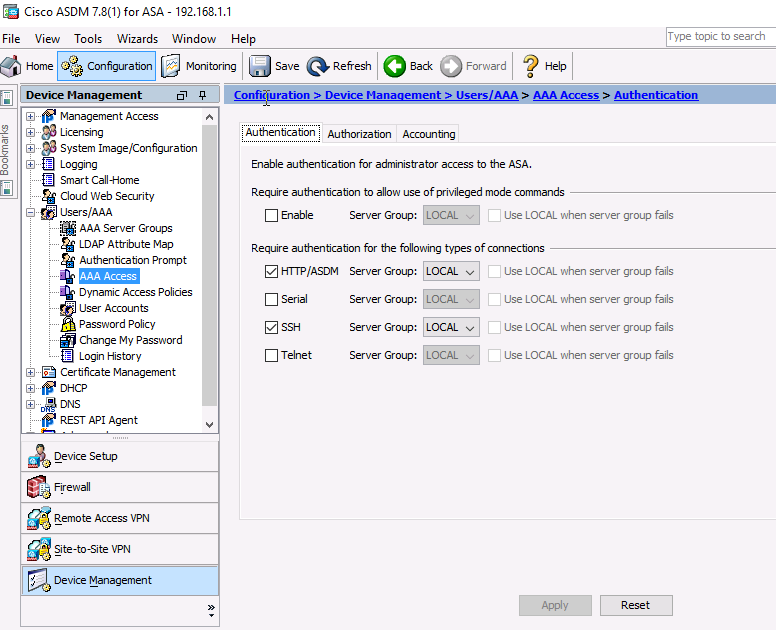 Cisco ASDM 7.8(1) for ASA - 192.168.1.1
File View Tools Wizards Window Help
Type topic to search
Home Configuration Monitoring Save Refresh Back Forward Help
Device Management
Configuration > Device Management > Users/AAA > AAA Access > Authentication
Bookmarks
Management Access
Licensing
System Image/Configuration
Logging
Smart Call-Home
Cloud Web Security
Users/AAA
AAA Server Groups
LDAP Attribute Map
Authentication Prompt
AAA Access
Dynamic Access Policies
User Accounts
Password Policy
Change My Password
Login History
Certificate Management
DHCP
DNS
REST API Agent
Device Setup
Firewall
Remote Access VPN
Site-to-Site VPN
Device Management
Authentication Authorization Accounting
Enable authentication for administrator access to the ASA.
Require authentication to allow use of privileged mode commands
Enable Server Group: LOCAL Use LOCAL when server group fails
Require authentication for the following types of connections
HTTP/ASDM Server Group: LOCAL Use LOCAL when server group fails
Serial Server Group: LOCAL Use LOCAL when server group fails
SSH Server Group: LOCAL Use LOCAL when server group fails
Telnet Server Group: LOCAL Use LOCAL when server group fails
Apply Reset